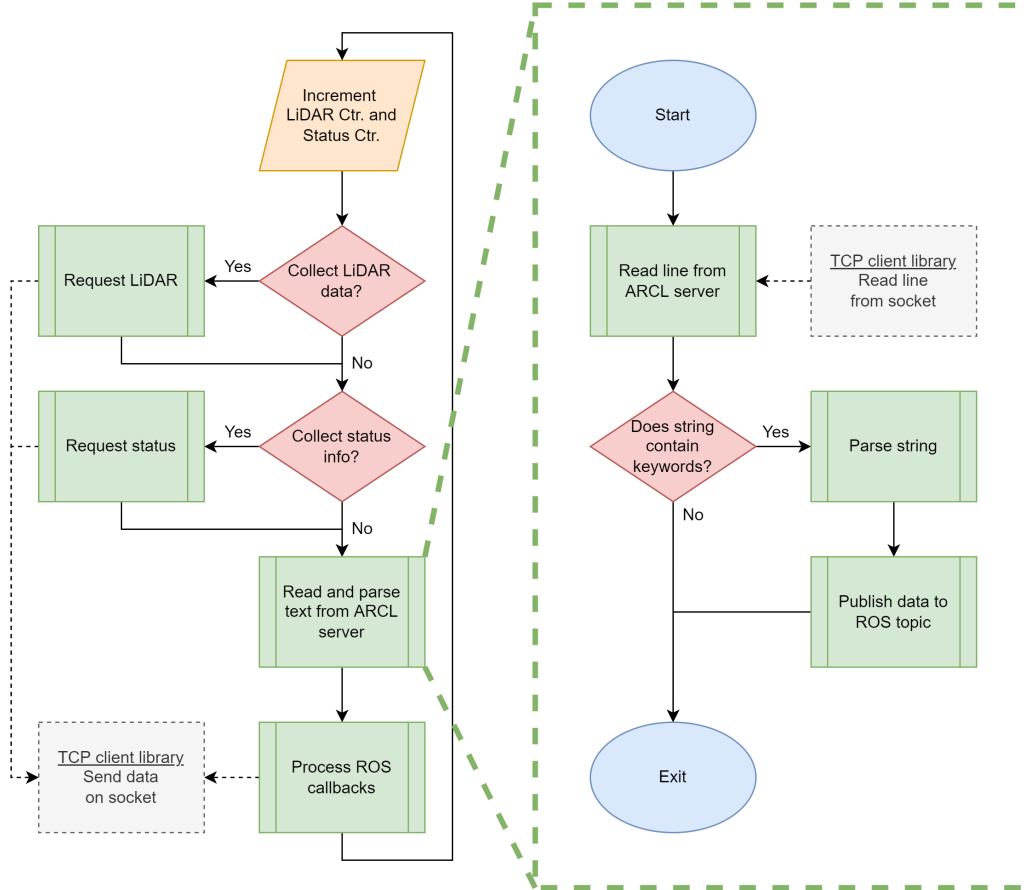 Increment
LiDAR Ctr. and
Status Ctr.
Collect LiDAR
data?
Yes
Request LiDAR
No
Collect status
info?
Yes
Request status
No
Read and parse
text from ARCL
server
Process ROS
callbacks
TCP client library
Send data
on socket
Start
Read line from
ARCL server
TCP client library
Read line
from socket
Does string
contain
keywords?
Yes
Parse string
No
Publish data to
ROS topic
Exit